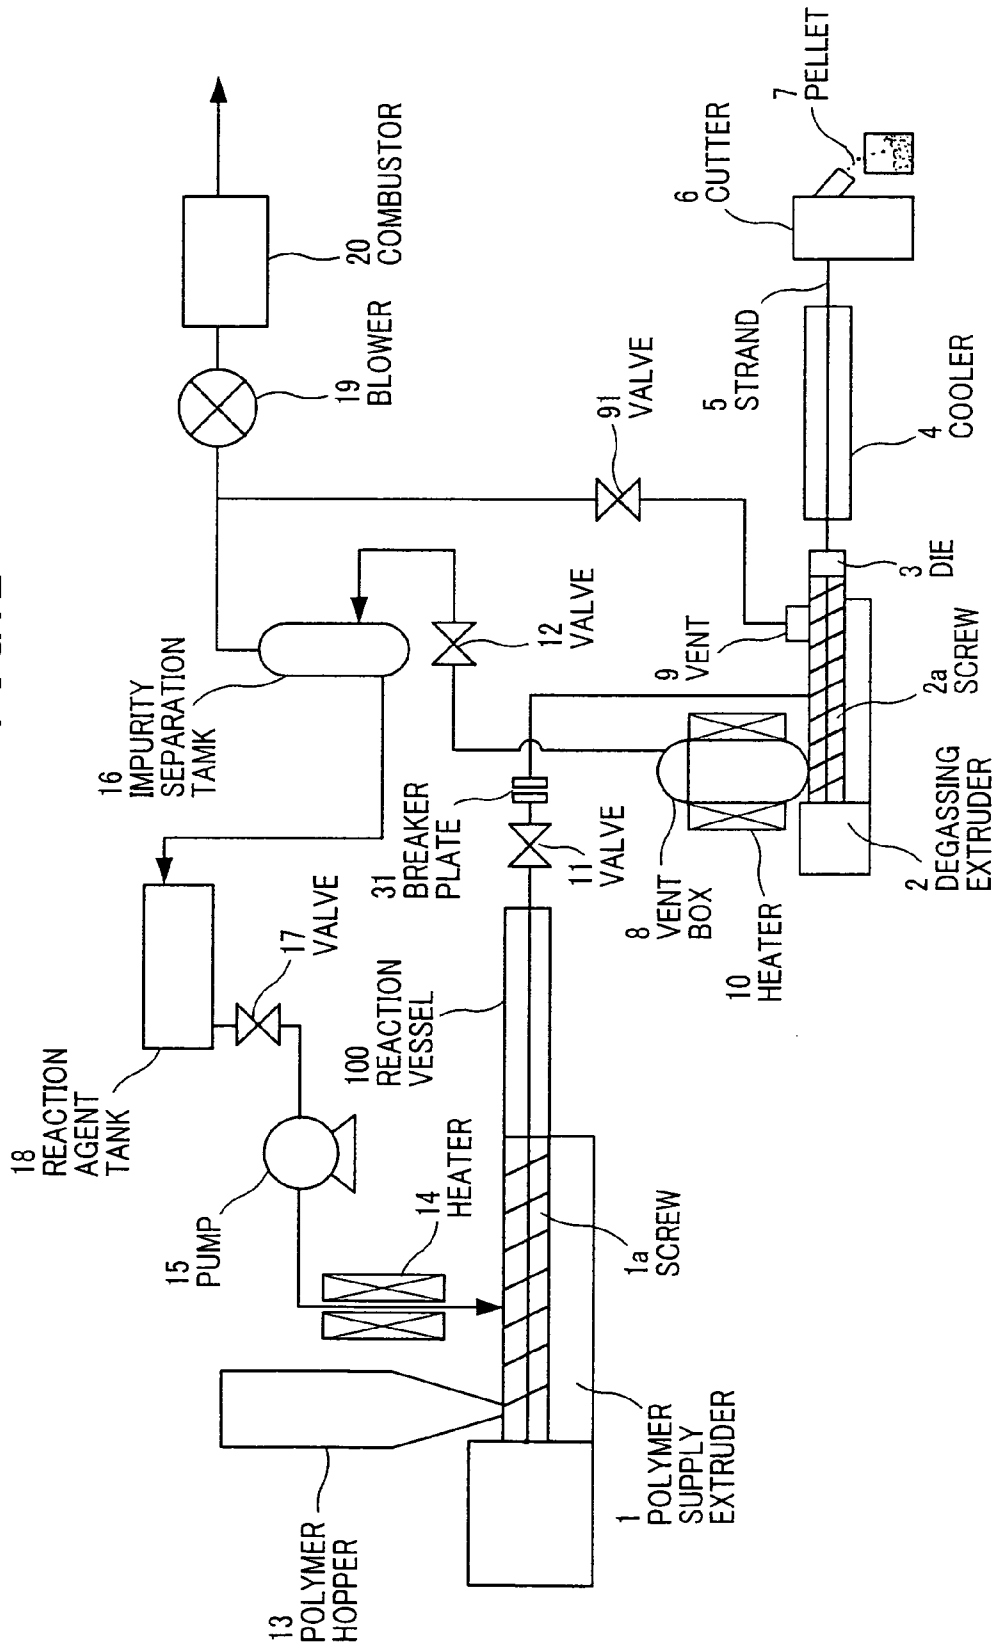 18
REACTION
AGENT
TANK
16
IMPURITY
SEPARATION
TAMK
15
PUMP
17
VALVE
13
POLYMER
HOPPER
19
BLOWER
20
COMBUSTOR
100
REACTION
VESSEL
31
BREAKER
PLATE
14
HEATER
12
VALVE
11
VALVE
91
VALVE
1
POLYMER
SUPPLY
EXTRUDER
1a
SCREW
8
VENT
BOX
9
VENT
5
STRAND
6
CUTTER
10
HEATER
7
PELLET
2
DEGASSING
EXTRUDER
2a
SCREW
3
DIE
4
COOLER